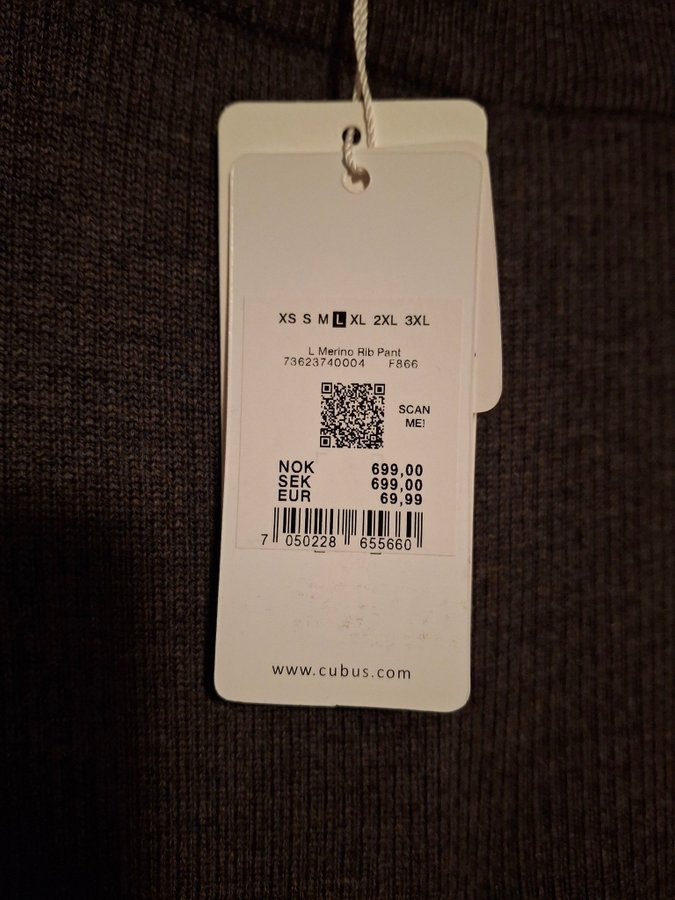 XS S M L XL 2XL 3XL
L Merino Rib Pant
73623740004 F866
SCAN
ME!
NOK 699,00
SEK 699,00
EUR 69,99
7 050228 655660
www.cubus.com